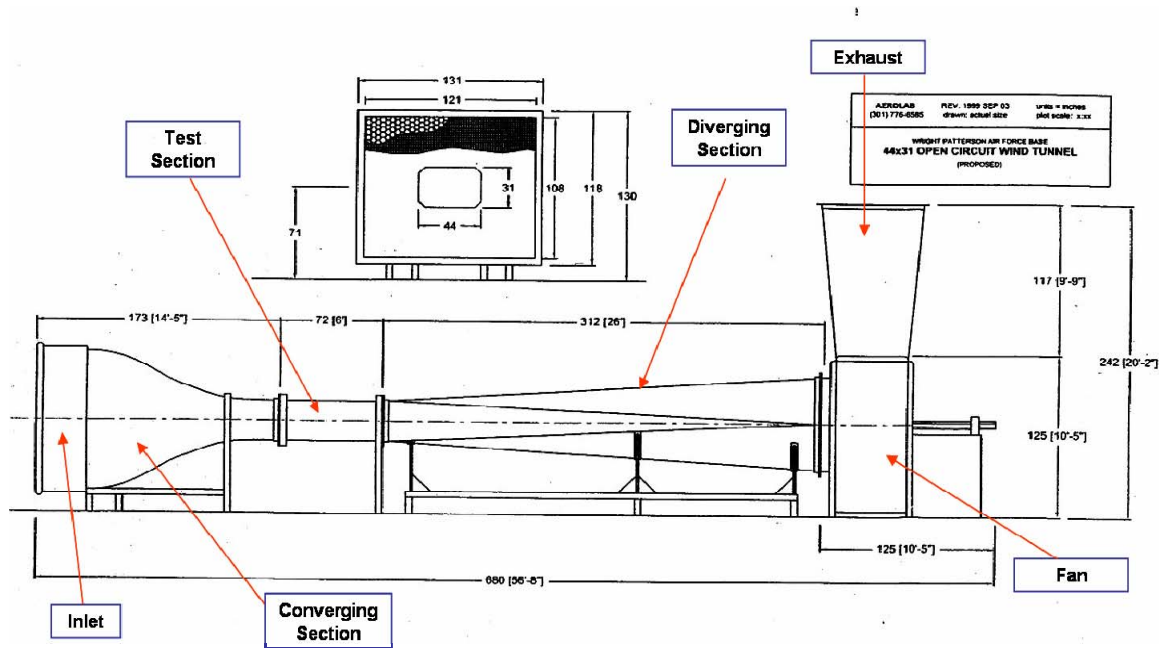 Exhaust
AEROLAB REV. 1999 SEP 03 units = inches
(301) 776-6585 drawn: actual size plot scale: x:xx
WRIGHT PATTERSON AIR FORCE BASE
44x31 OPEN CIRCUIT WIND TUNNEL
(PROPOSED)
131
121
Test
Section
Diverging
Section
31
108
118
130
44
71
117 [9'-9"]
173 [14'-5"]
72 [6']
312 [26']
242 [20'-2"]
125 [10'-5"]
125 [10'-5"]
680 [56'-8"]
Fan
Inlet
Converging
Section